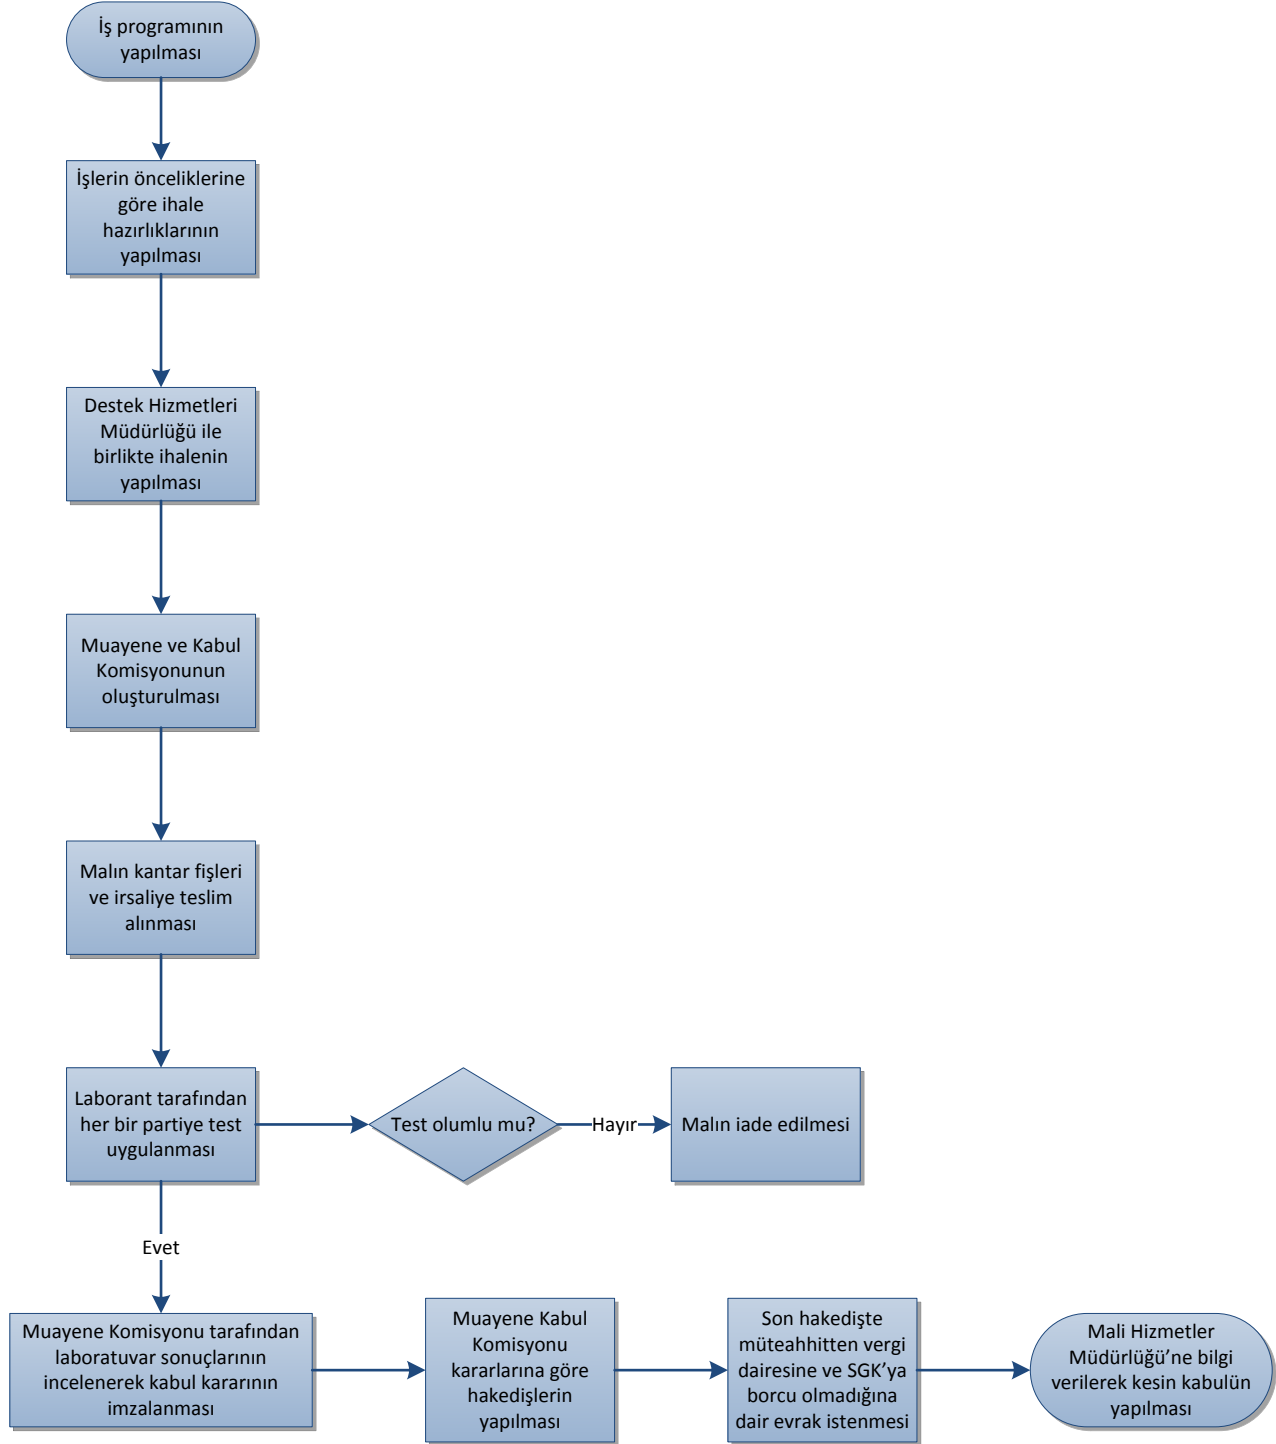 İş programının
yapılması
İşlerin önceliklerine
göre ihale
hazırlıklarının
yapılması
Destek Hizmetleri
Müdürlüğü ile
birlikte ihalenin
yapılması
Muayene ve Kabul
Komisyonunun
oluşturulması
Malın kantar fişleri
ve irsaliye teslim
alınması
Laborant tarafından
her bir partiye test
uygulanması
Test olumlu mu?
Hayır
Malın iade edilmesi
Evet
Muayene Komisyonu tarafından
laboratuvar sonuçlarının
incelenerek kabul kararının
imzalanması
Muayene Kabul
Komisyonu
kararlarına göre
hakedişlerin
yapılması
Son hakedişte
müteahhitten vergi
dairesine ve SGK’ya
borcu olmadığına
dair evrak istenmesi
Mali Hizmetler
Müdürlüğü’ne bilgi
verilerek kesin kabulün
yapılması